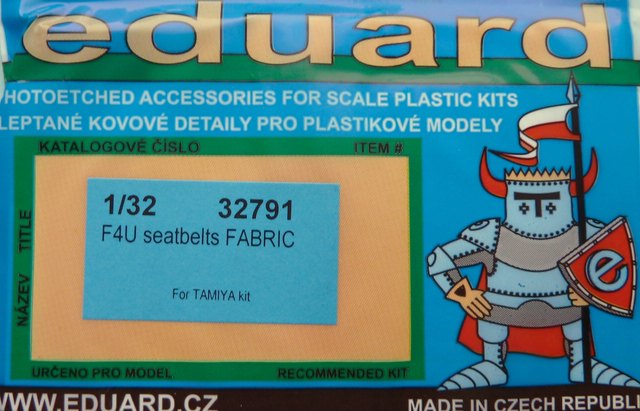 eduard
PHOTOETCHED ACCESSORIES FOR SCALE PLASTIC KITS
LEPTANÉ KOVOVÉ DETAILY PRO PLASTIKOVÉ MODELY
KATALOGOVÉ ČÍSLO ITEM #
1/32 32791
F4U seatbelts FABRIC
For TAMIYA kit
NÁZEV TITLE
e
URČENO PRO MODEL RECOMMENDED KIT
WWW.EDUARD.CZ MADE IN CZECH REPUBLI